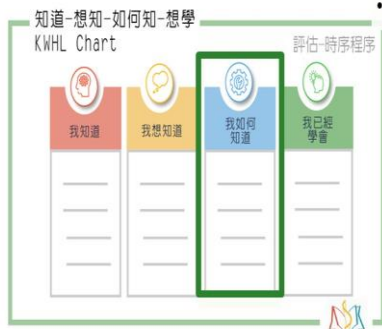 知道-想知-如何知-想學
KWHL Chart
評估-時序程序
我知道
我想知道
我如何
知道
我已經
學會
ASK